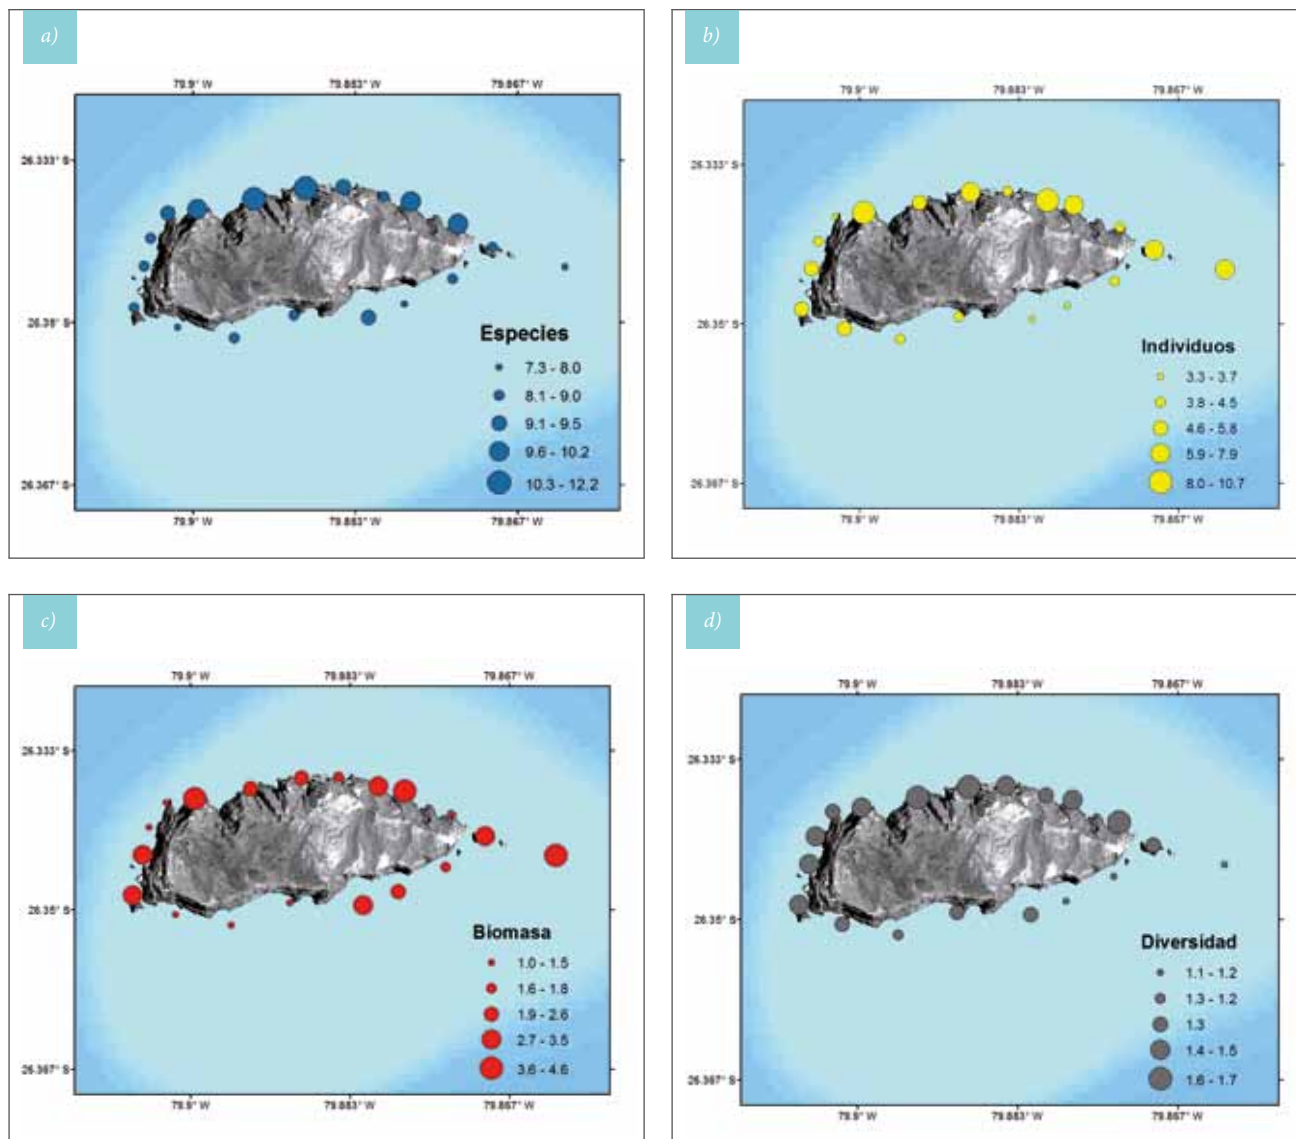 a)
79.9° W 79.883° W 79.867° W
26.333° S
26.35° S
26.367° S
Especies
7.3 - 8.0
8.1 - 9.0
9.1 - 9.5
9.6 - 10.2
10.3 - 12.2
79.9° W 79.883° W 79.867° W
b)
79.9° W 79.883° W 79.867° W
26.333° S
26.35° S
26.367° S
Individuos
3.3 - 3.7
3.8 - 4.5
4.6 - 5.8
5.9 - 7.9
8.0 - 10.7
79.9° W 79.883° W 79.867° W
c)
79.9° W 79.883° W 79.867° W
26.333° S
26.35° S
26.367° S
Biomasa
1.0 - 1.5
1.6 - 1.8
1.9 - 2.6
2.7 - 3.5
3.6 - 4.6
79.9° W 79.883° W 79.867° W
d)
79.9° W 79.883° W 79.867° W
26.333° S
26.35° S
26.367° S
Diversidad
1.1 - 1.2
1.3 - 1.2
1.3
1.4 - 1.5
1.6 - 1.7
79.9° W 79.883° W 79.867° W